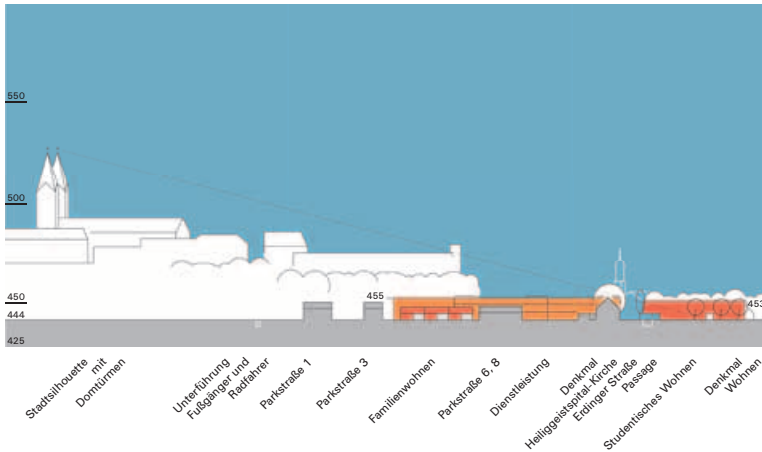 550
500
450
444
425
455
453
Stadtsilhouette mit
Domtürmen
Unterführung
Fußgänger und
Radfahrer
Parkstraße 1
Parkstraße 3
Familienwohnen
Parkstraße 6, 8
Dienstleistung
Denkmal
Heiliggeistspital-Kirche
Erdinger Straße
Passage
Studentisches Wohnen
Denkmal
Wohnen